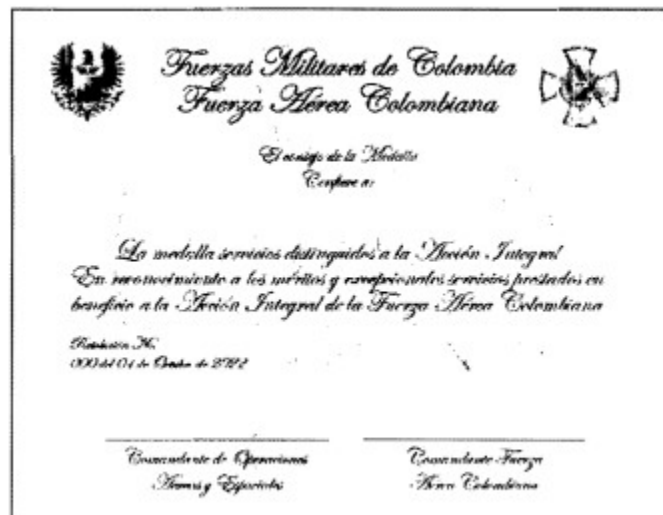 Fuerzas Militares de Colombia
Fuerza Aérea Colombiana
El consejo de la Medalla
Confiere a:
La medalla servicios distinguidos a la Acción Integral
En reconocimiento a los méritos y excepcionales servicios prestados en
beneficio a la Acción Integral de la Fuerza Aérea Colombiana
Resolución No.
000 del 04 de Octubre de
Comandante de Operaciones
Aéreas y Especiales
Comandante Fuerza
Aérea Colombiana